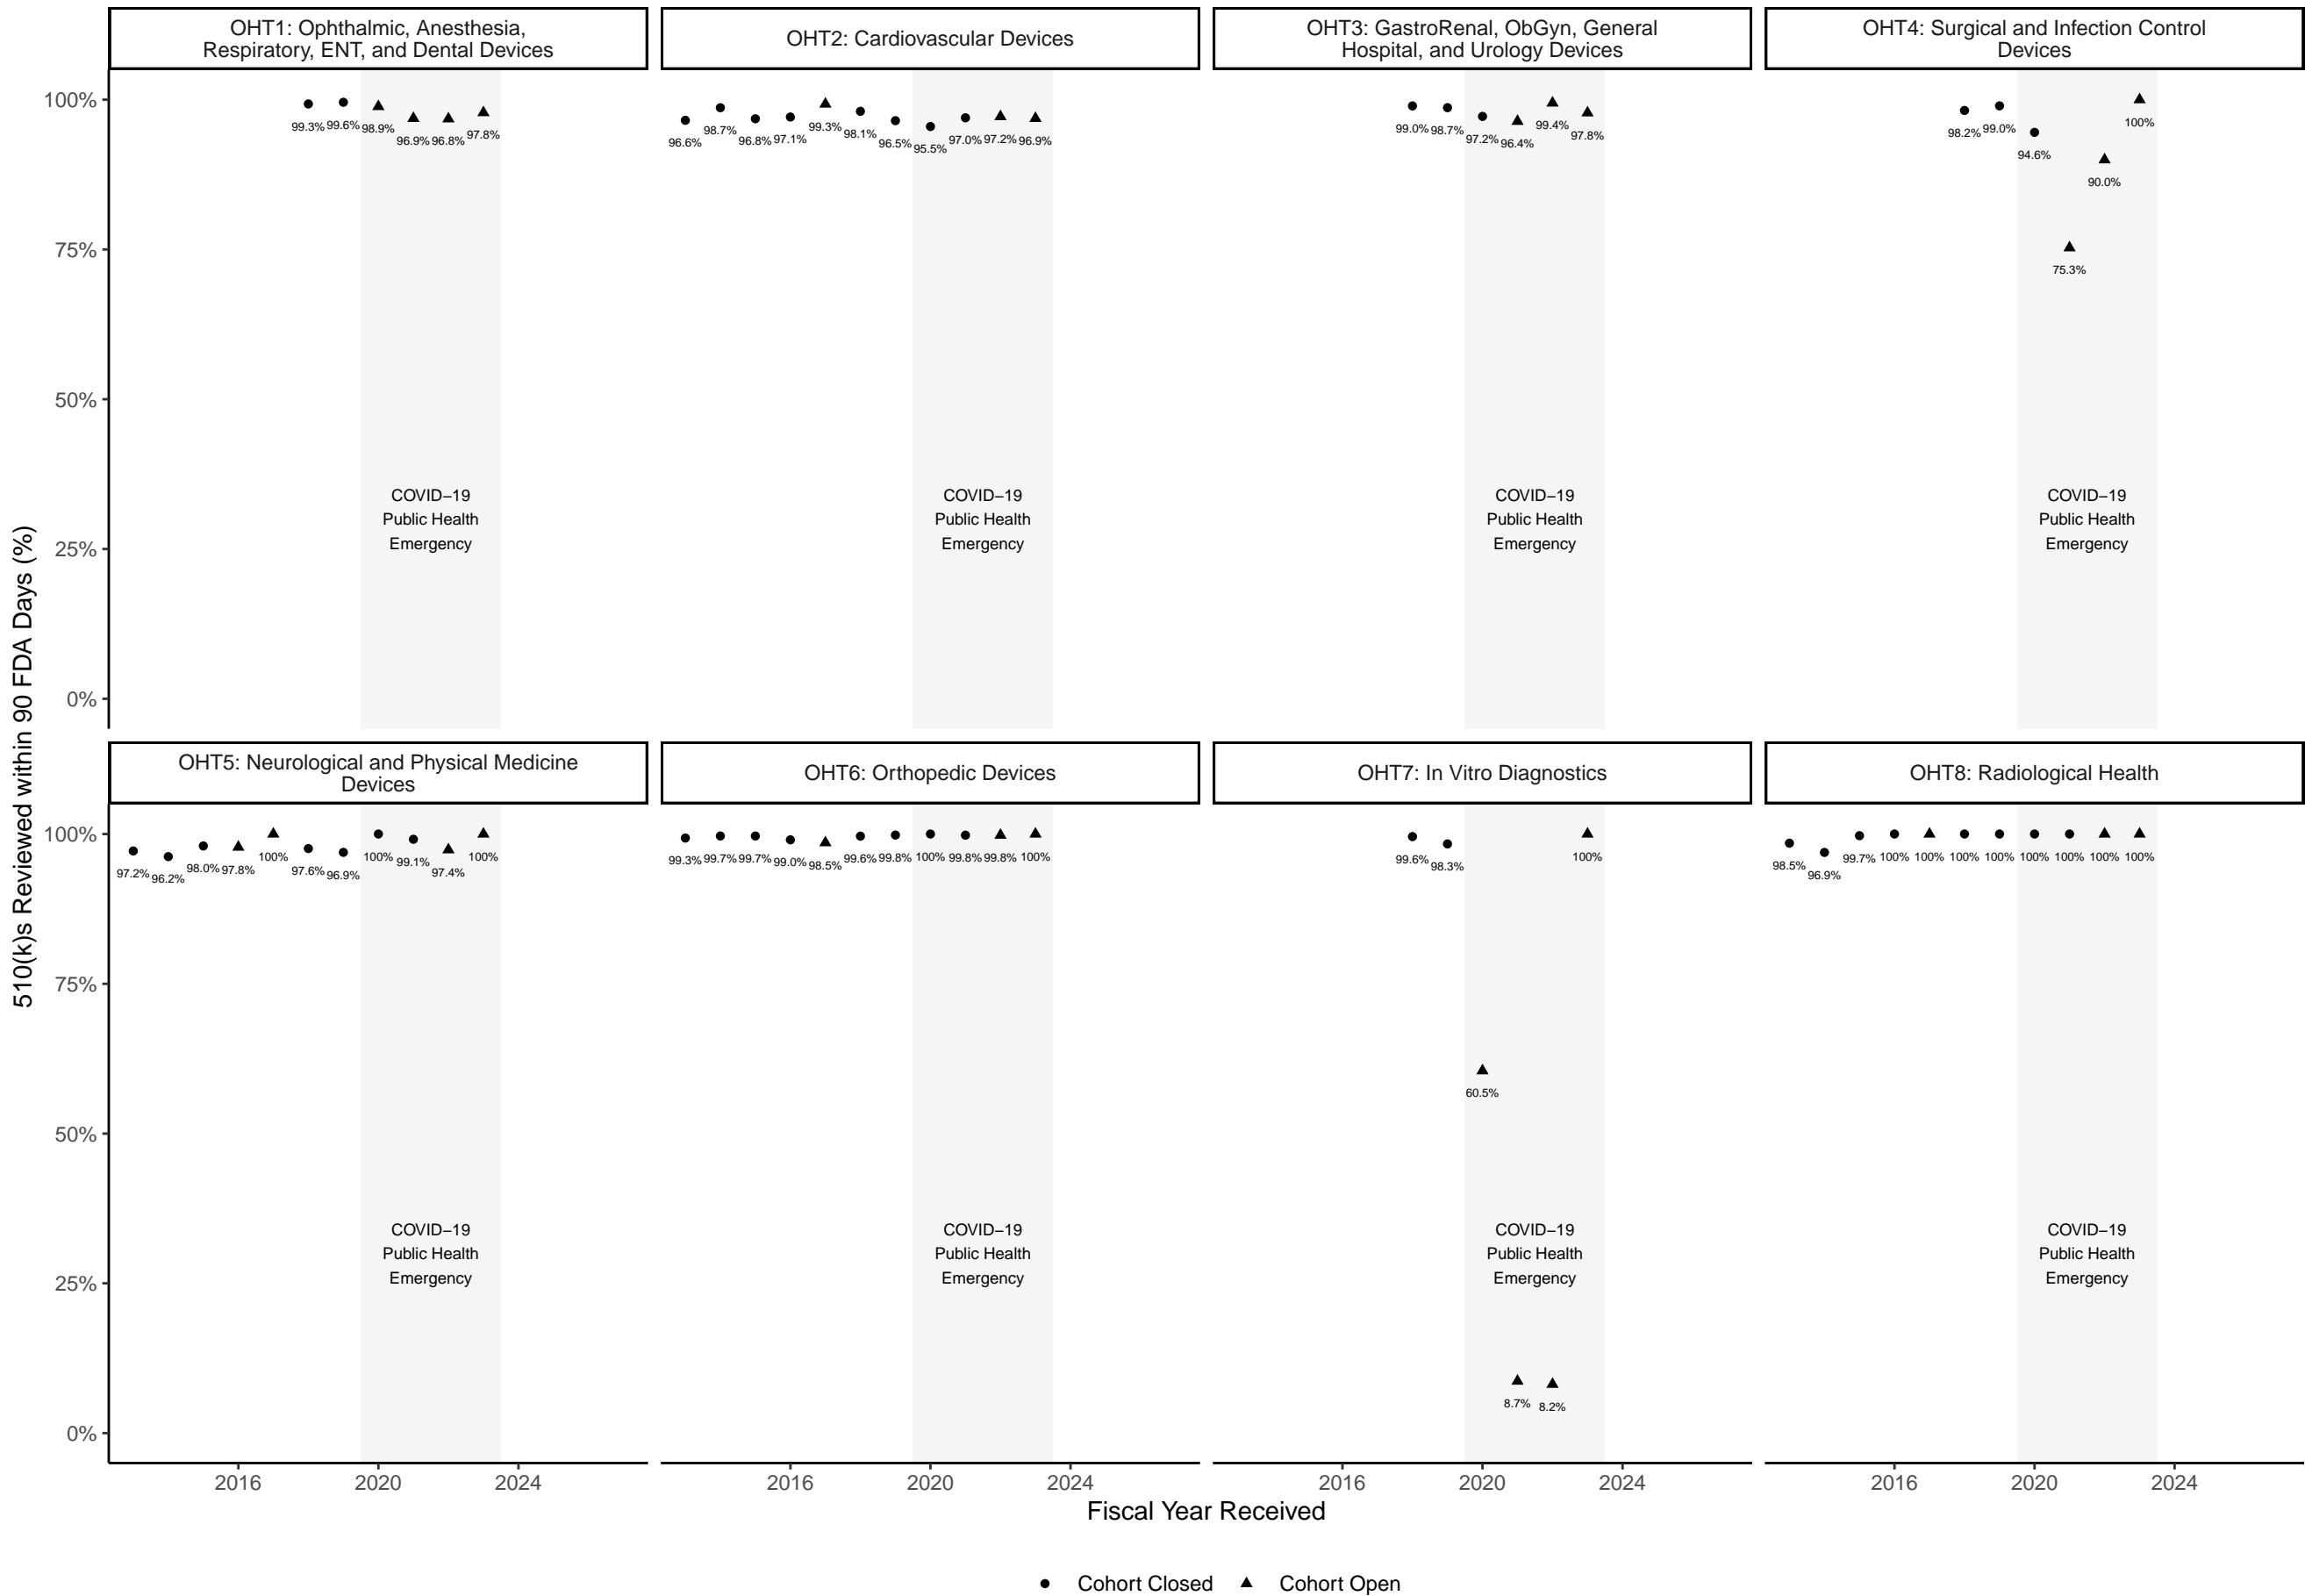 OHT1: Ophthalmic, Anesthesia,
Respiratory, ENT, and Dental Devices
OHT2: Cardiovascular Devices
OHT3: GastroRenal, ObGyn, General
Hospital, and Urology Devices
OHT4: Surgical and Infection Control
Devices
510(k)s Reviewed within 90 FDA Days (%)
100%
75%
50%
25%
0%
99.3% 99.6% 98.9% 96.9% 96.8% 97.8%
COVID−19
Public Health
Emergency
96.6% 98.7% 96.8% 97.1% 99.3% 98.1% 96.5% 95.5% 97.0% 97.2% 96.9%
COVID−19
Public Health
Emergency
99.0% 98.7% 97.2% 96.4% 99.4% 97.8%
COVID−19
Public Health
Emergency
98.2% 99.0% 94.6% 75.3% 90.0% 100%
COVID−19
Public Health
Emergency
OHT5: Neurological and Physical Medicine
Devices
OHT6: Orthopedic Devices
OHT7: In Vitro Diagnostics
OHT8: Radiological Health
100%
75%
50%
25%
0%
97.2% 96.2% 98.0% 97.8% 100% 97.6% 96.9% 100% 99.1% 97.4% 100%
COVID−19
Public Health
Emergency
99.3% 99.7% 99.7% 99.0% 98.5% 99.6% 99.8% 100% 99.8% 99.8% 100%
COVID−19
Public Health
Emergency
99.6% 98.3% 60.5% 8.7% 8.2% 100%
COVID−19
Public Health
Emergency
98.5% 96.9% 99.7% 100% 100% 100% 100% 100% 100% 100% 100%
COVID−19
Public Health
Emergency
2016 2020 2024
2016 2020 2024
2016 2020 2024
2016 2020 2024
Fiscal Year Received
Cohort Closed
Cohort Open